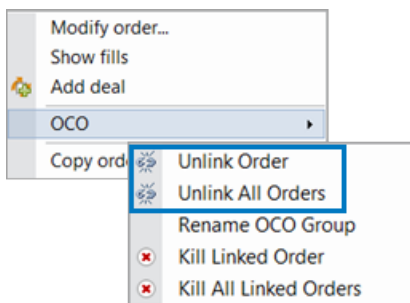 Modify order...
Show fills
Add deal
OCO
Copy orde
Unlink Order
Unlink All Orders
Rename OCO Group
Kill Linked Order
Kill All Linked Orders